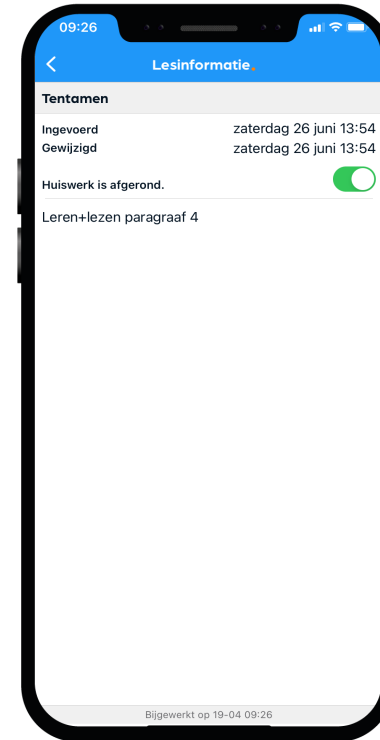 09:26
Lesinformatie.
Tentamen
Ingevoerd zaterdag 26 juni 13:54
Gewijzigd zaterdag 26 juni 13:54
Huiswerk is afgerond.
Leren+lezen paragraaf 4
Bijgewerkt op 19-04 09:26